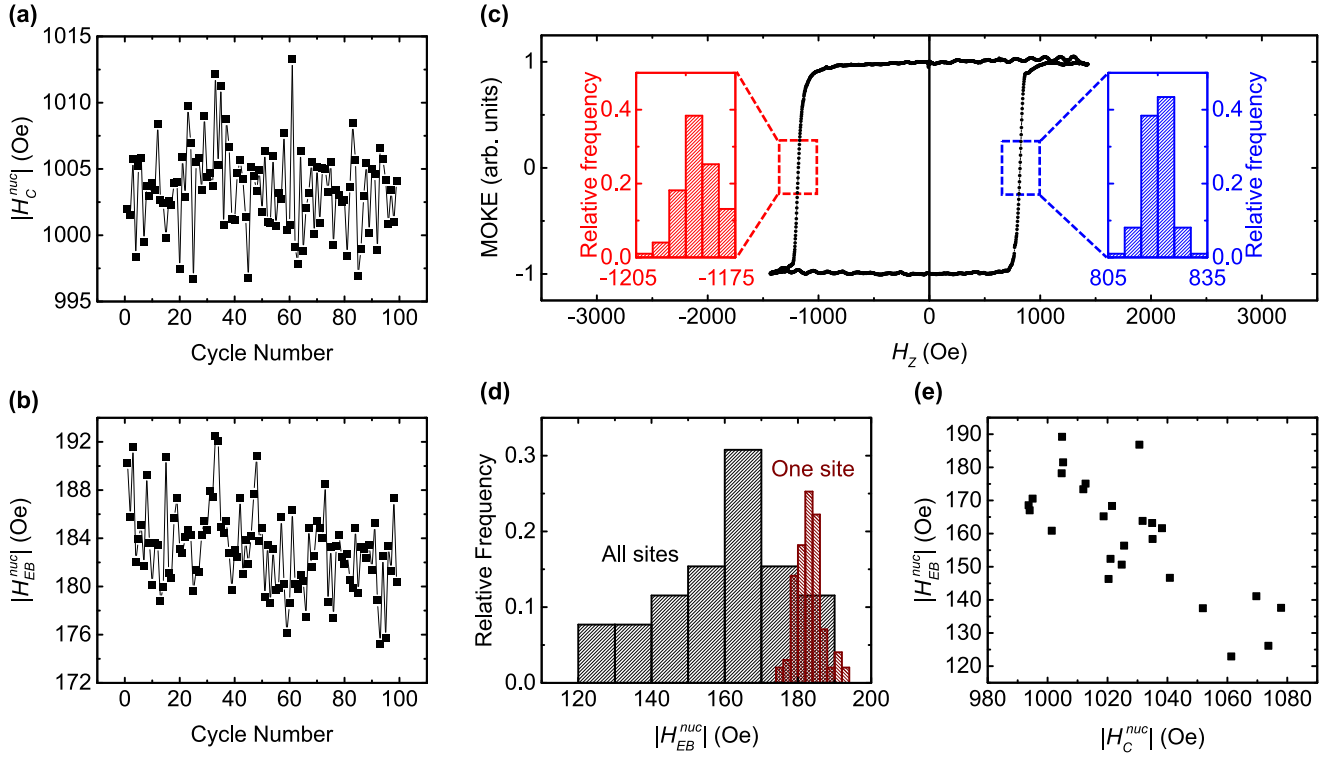 (a)
1015
1010
1005
1000
995
|H_C^nuc| (Oe)
0 20 40 60 80 100
Cycle Number
(b)
192
188
184
180
176
172
|H_EB^nuc| (Oe)
0 20 40 60 80 100
Cycle Number
(c)
MOKE (arb. units)
1
0
-1
Relative frequency
0.4
0.2
0.0
-1205 -1175
0.4
0.2
0.0
Relative frequency
805 835
-3000 -2000 -1000 0 1000 2000 3000
H_Z (Oe)
(d)
Relative Frequency
0.3
0.2
0.1
0.0
One site
All sites
120 140 160 180 200
|H_EB^nuc| (Oe)
(e)
|H_EB^nuc| (Oe)
190
180
170
160
150
140
130
120
980 1000 1020 1040 1060 1080
|H_C^nuc| (Oe)